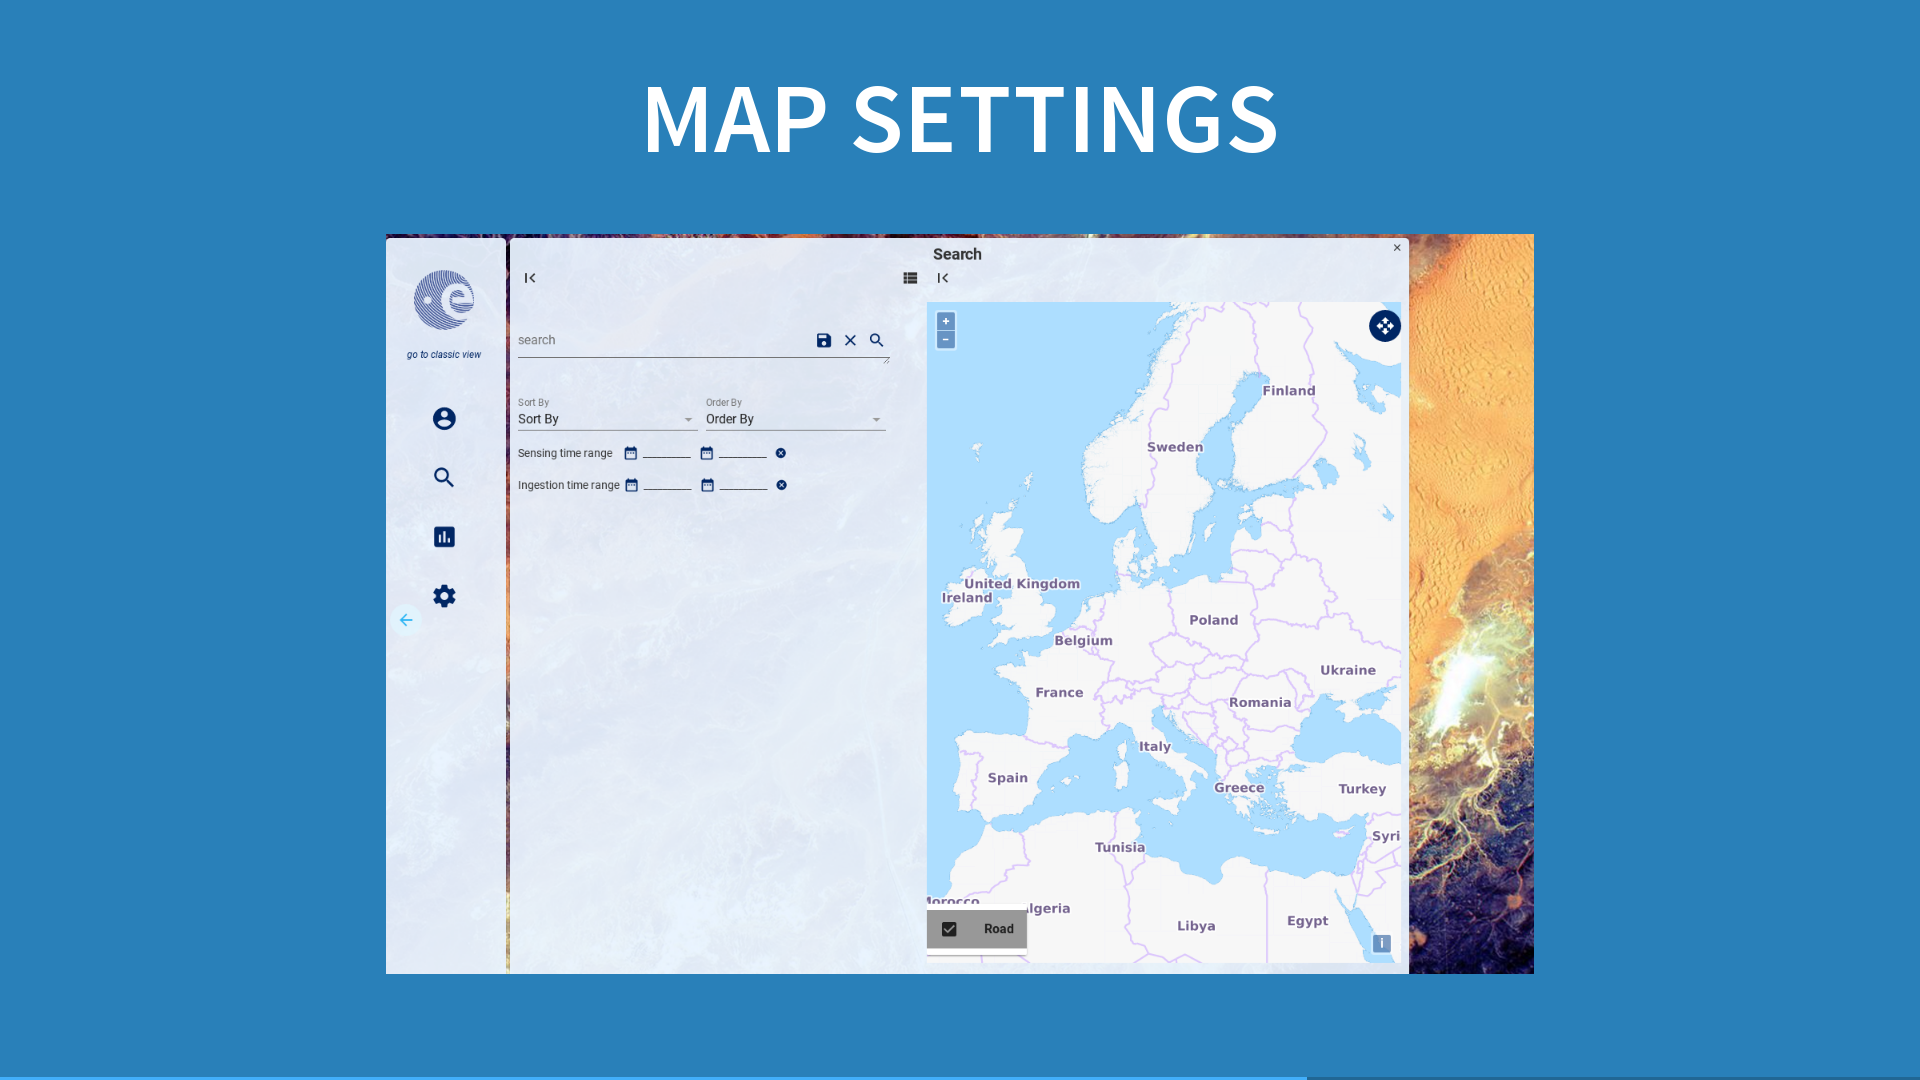 MAP SETTINGS
Search
go to classic view
search
Sort By
Order By
Sort By
Order By
Sensing time range
Ingestion time range
Finland
Sweden
United Kingdom
Ireland
Poland
Belgium
Ukraine
France
Romania
Italy
Spain
Greece
Turkey
Syri
Tunisia
Morocco
lgeria
Libya
Egypt
Road